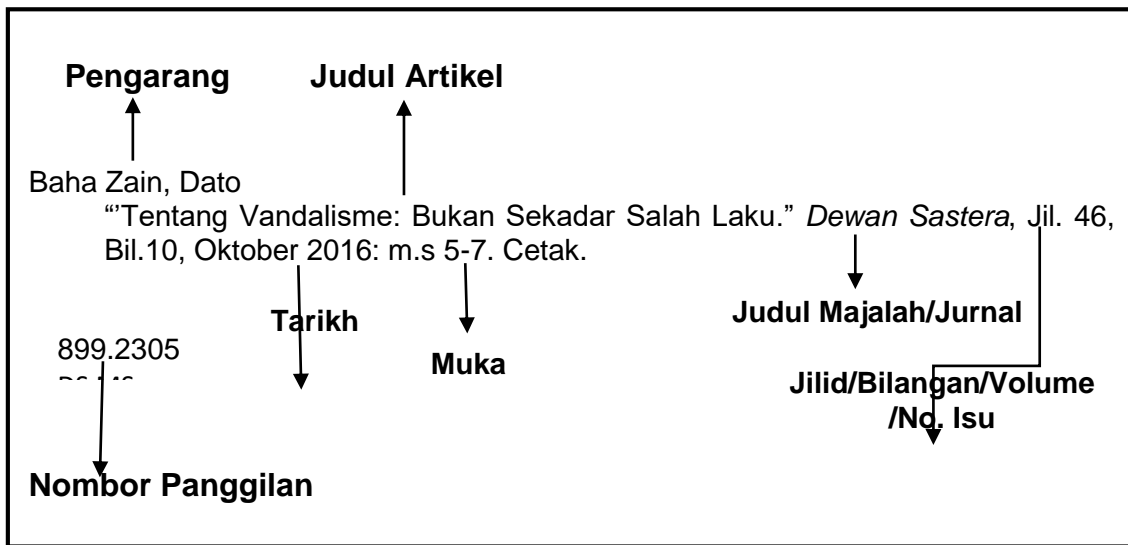 Pengarang Judul Artikel
Baha Zain, Dato
“’Tentang Vandalisme: Bukan Sekadar Salah Laku.” Dewan Sastera, Jil. 46,
Bil.10, Oktober 2016: m.s 5-7. Cetak.
Tarikh
Judul Majalah/Jurnal
899.2305
Muka
Jilid/Bilangan/Volume
/No. Isu
Nombor Panggilan